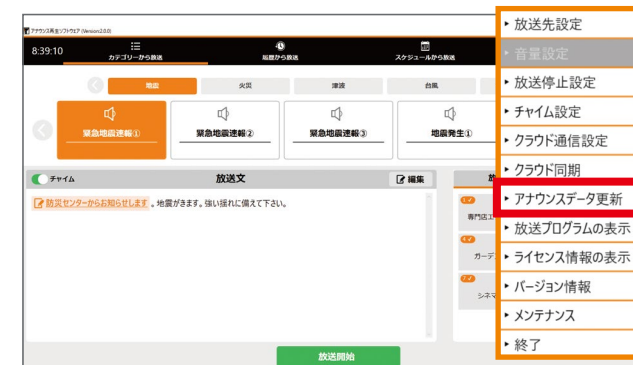 アナウンス再生ソフトウェア (Version:2.0.0)
8:39:10
カテゴリーから放送
履歴から放送
スケジュールから放送
地震
火災
津波
台風
緊急地震速報①
緊急地震速報②
緊急地震速報③
地震発生①
チャイム
放送文
編集
防災センターからお知らせします 。地震がきます。強い揺れに備えて下さい。
専門店
ガーデ
シネマ
放送開始
▸ 放送先設定
▸ 音量設定
▸ 放送停止設定
▸ チャイム設定
▸ クラウド通信設定
▸ クラウド同期
▸ アナウンスデータ更新
▸ 放送プログラムの表示
▸ ライセンス情報の表示
▸ バージョン情報
▸ メンテナンス
▸ 終了